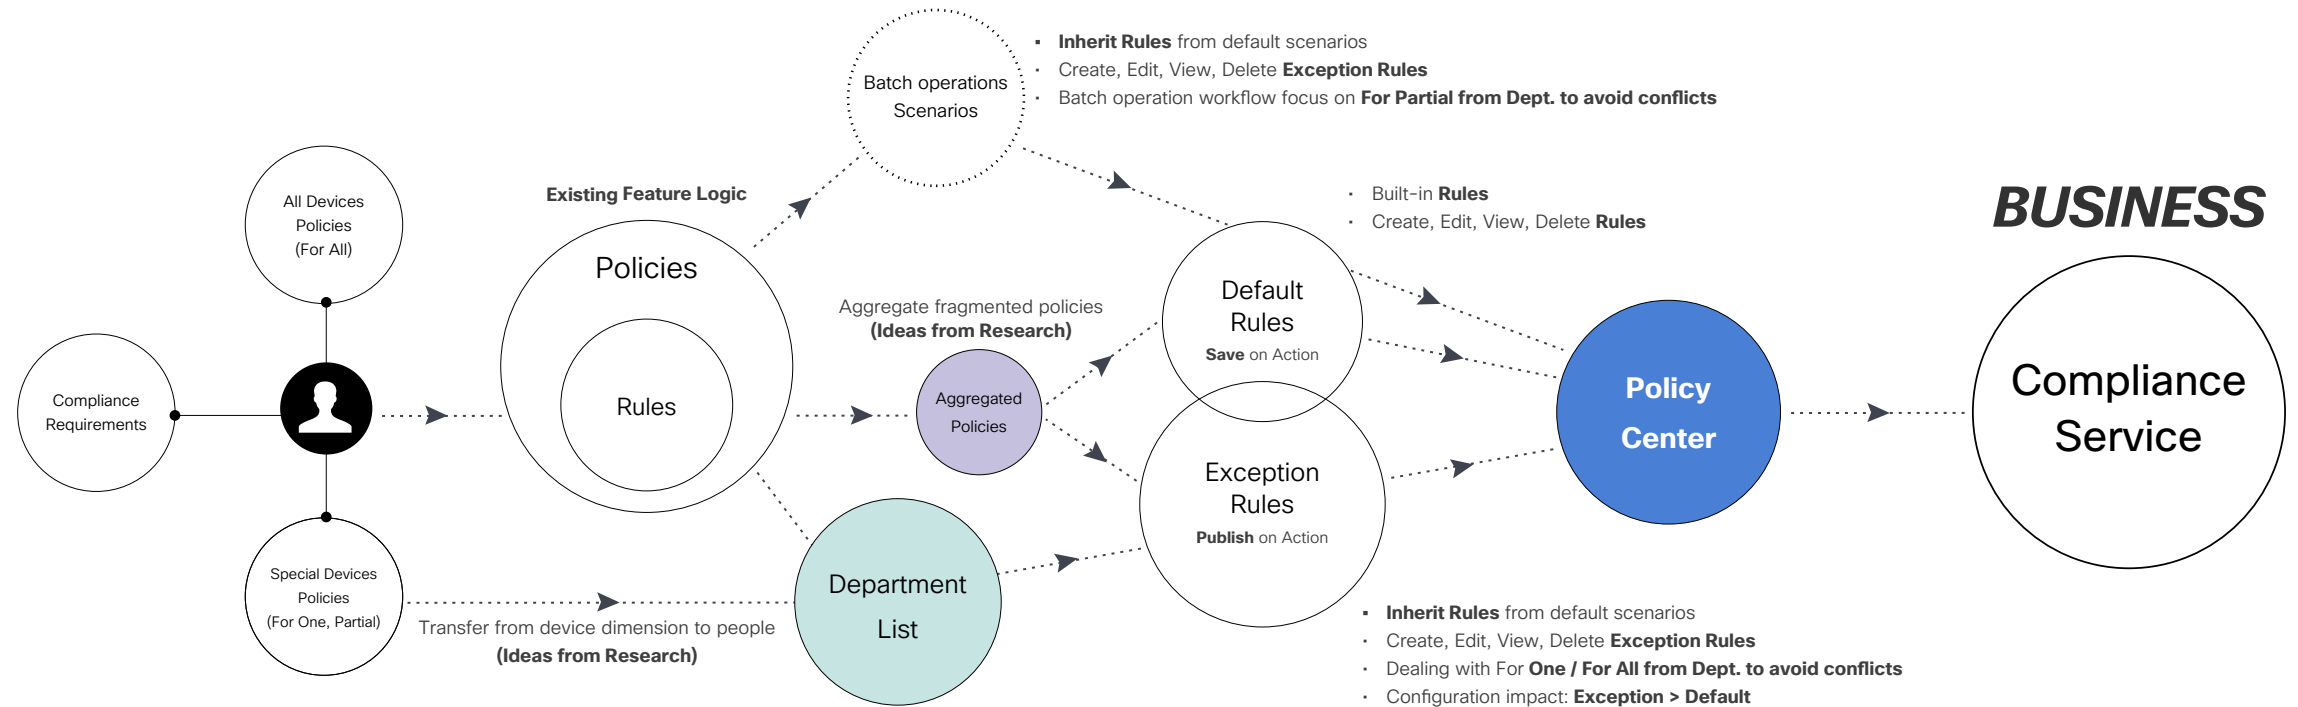 Batch operations
Scenarios
Inherit Rules from default scenarios
Create, Edit, View, Delete Exception Rules
Batch operation workflow focus on For Partial from Dept. to avoid conflicts
All Devices
Policies
(For All)
Compliance
Requirements
Special Devices
Policies
(For One, Partial)
Existing Feature Logic
Policies
Rules
Transfer from device dimension to people
(Ideas from Research)
Aggregate fragmented policies
(Ideas from Research)
Aggregated
Policies
Department
List
Built-in Rules
Create, Edit, View, Delete Rules
Default
Rules
Save on Action
Exception
Rules
Publish on Action
Inherit Rules from default scenarios
Create, Edit, View, Delete Exception Rules
Dealing with For One / For All from Dept. to avoid conflicts
Configuration impact: Exception > Default
Policy
Center
BUSINESS
Compliance
Service